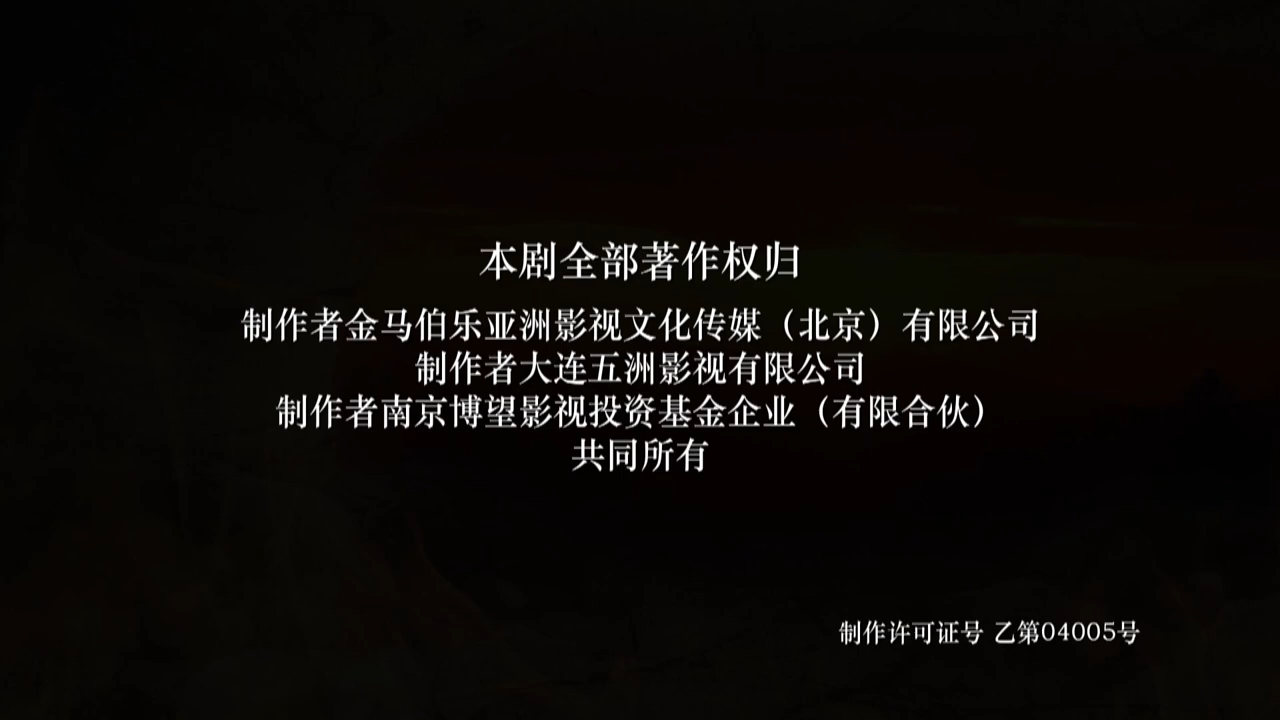 本剧全部著作权归
制作者金马伯乐亚洲影视文化传媒（北京）有限公司
制作者大连五洲影视有限公司
制作者南京博望影视投资基金企业（有限合伙）
共同所有
制作许可证号 乙第04005号